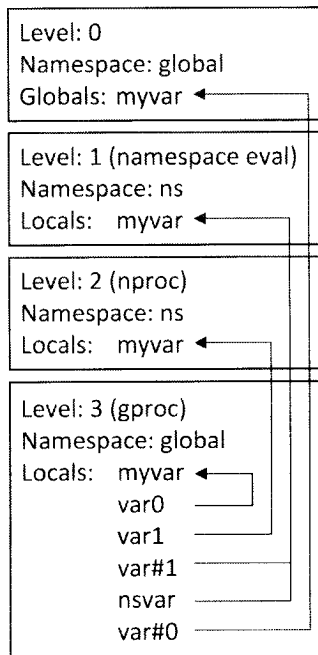 Level: 0
Namespace: global
Globals: myvar
Level: 1 (namespace eval)
Namespace: ns
Locals: myvar
Level: 2 (nproc)
Namespace: ns
Locals: myvar
Level: 3 (gproc)
Namespace: global
Locals: myvar
var0
var1
var#1
nsvar
var#0